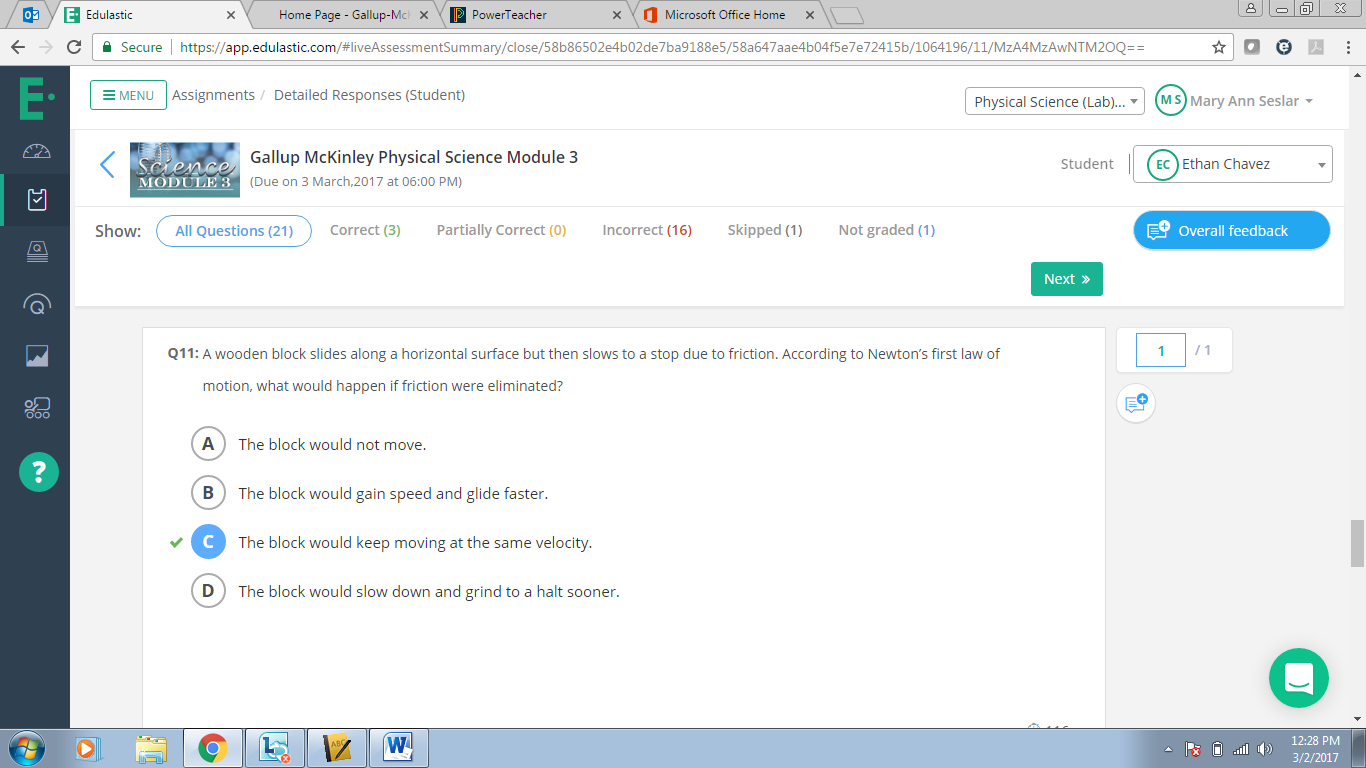 Edulastic
Home Page - Gallup-McK
PowerTeacher
Microsoft Office Home
Secure
https://app.edulastic.com/#liveAssessmentSummary/close/58b86502e4b02de7ba9188e5/58a647aae4b04f5e7e72415b/1064196/11/MzA4MzAwNTM2OQ==
MENU
Assignments / Detailed Responses (Student)
Physical Science (Lab)...
MS
Mary Ann Seslar
Science
MODULE 3
Gallup McKinley Physical Science Module 3
(Due on 3 March,2017 at 06:00 PM)
Student
EC
Ethan Chavez
Show:
All Questions (21)
Correct (3)
Partially Correct (0)
Incorrect (16)
Skipped (1)
Not graded (1)
Overall feedback
Next »
Q11: A wooden block slides along a horizontal surface but then slows to a stop due to friction. According to Newton's first law of
motion, what would happen if friction were eliminated?
1 / 1
A The block would not move.
B The block would gain speed and glide faster.
C The block would keep moving at the same velocity.
D The block would slow down and grind to a halt sooner.
12:28 PM
3/2/2017